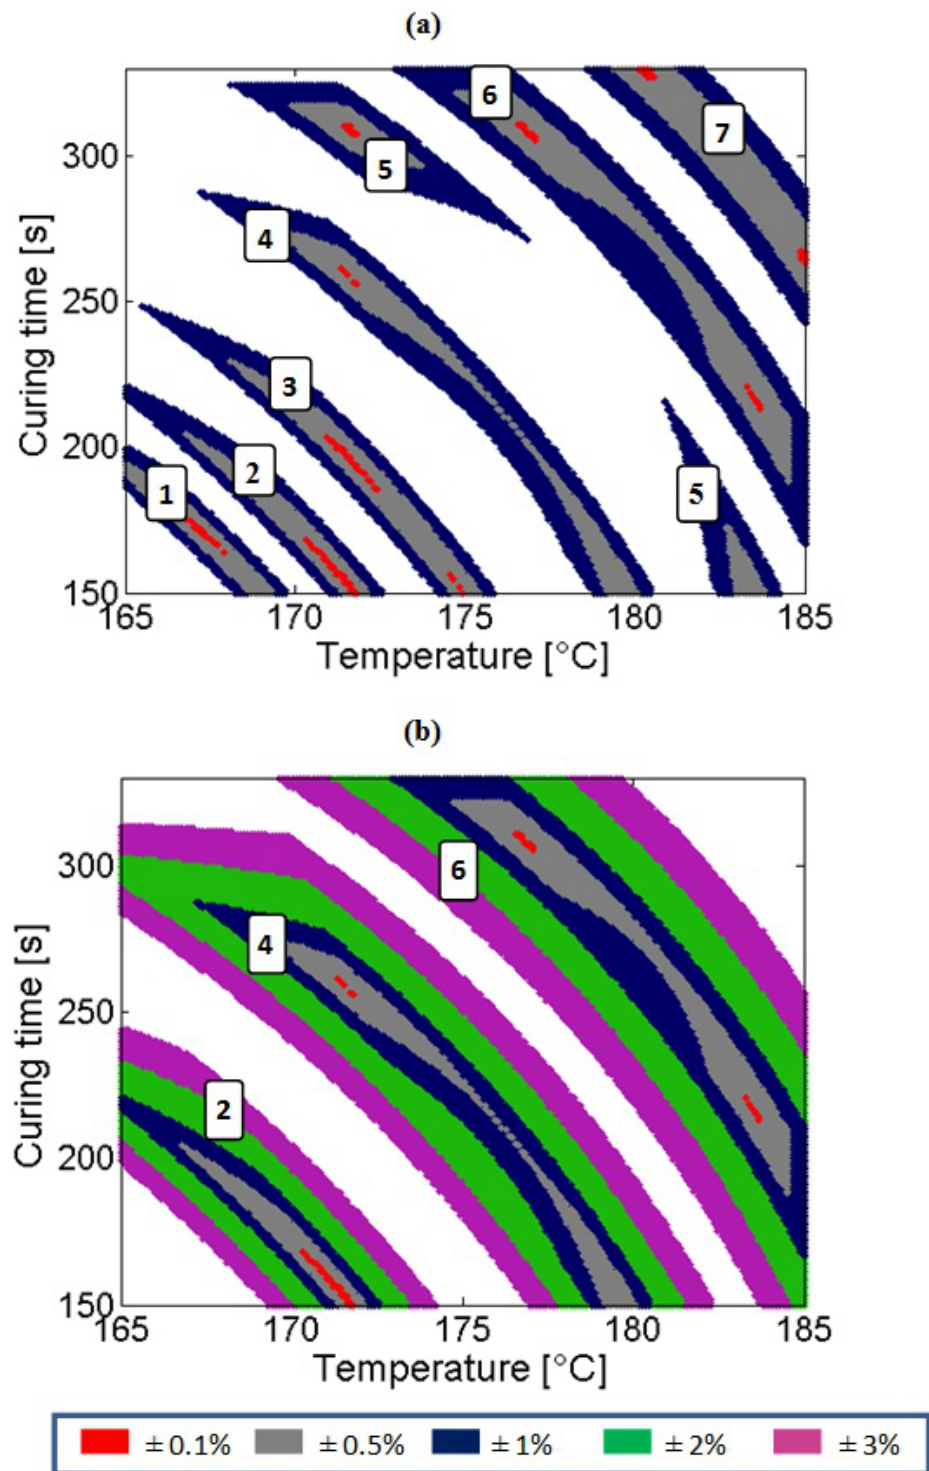 (a)
6
7
300
5
4
250
3
200
2
5
1
150
165 170 175 180 185
Curing time [s]
Temperature [°C]
(b)
300
6
4
250
2
200
150
165 170 175 180 185
Curing time [s]
Temperature [°C]
± 0.1% ± 0.5% ± 1% ± 2% ± 3%